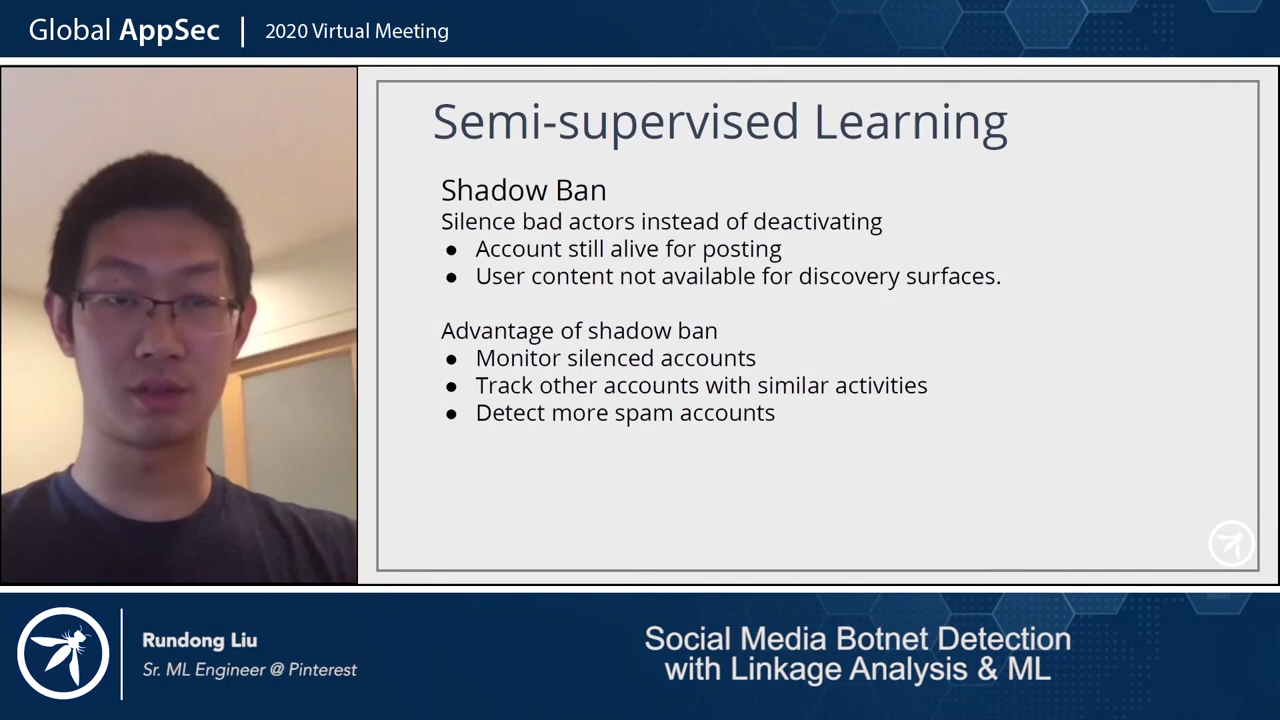 Global AppSec | 2020 Virtual Meeting
Semi-supervised Learning
Shadow Ban
Silence bad actors instead of deactivating
● Account still alive for posting
● User content not available for discovery surfaces.
Advantage of shadow ban
● Monitor silenced accounts
● Track other accounts with similar activities
● Detect more spam accounts
Rundong Liu
Sr. ML Engineer @ Pinterest
Social Media Botnet Detection
with Linkage Analysis & ML